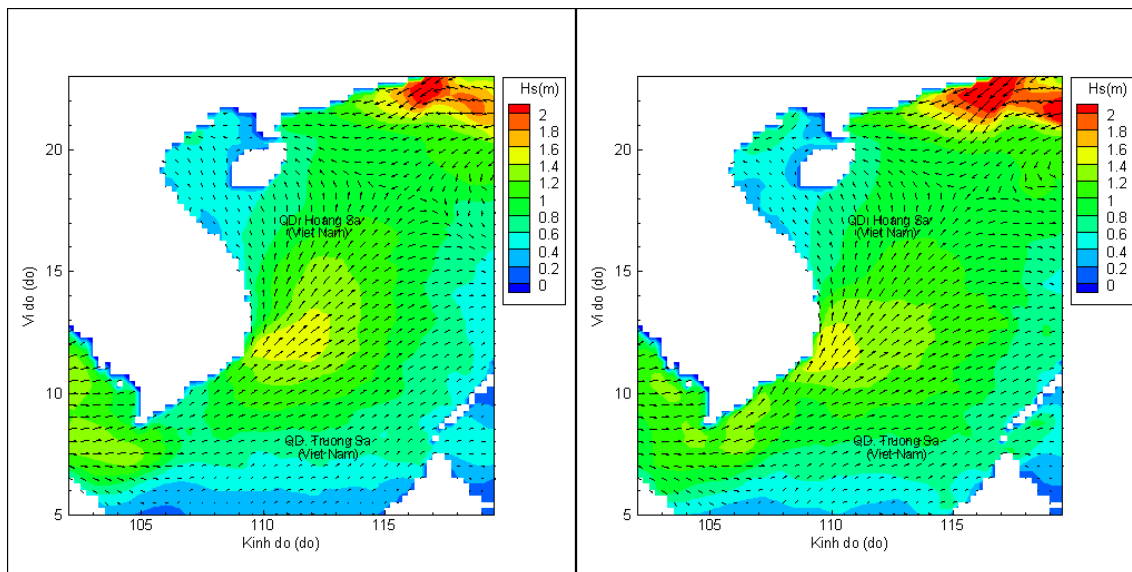 Hs(m)
2
1.8
1.6
1.4
1.2
1
0.8
0.6
0.4
0.2
0
20
15
10
5
Vi do (do)
QD. Hoang Sa
(Viet Nam)
QD. Truong Sa
(Viet Nam)
105
110
115
Kinh do (do)
Hs(m)
2
1.8
1.6
1.4
1.2
1
0.8
0.6
0.4
0.2
0
20
15
10
5
Vi do (do)
QD. Hoang Sa
(Viet Nam)
QD. Truong Sa
(Viet Nam)
105
110
115
Kinh do (do)